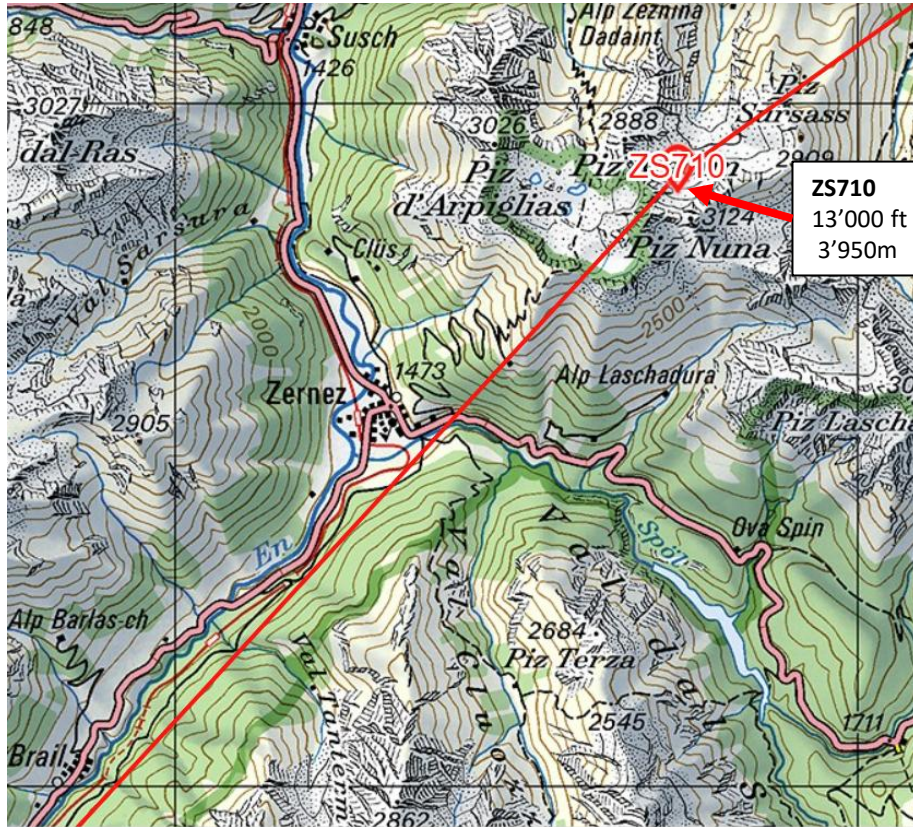 848
Susch
1426
Alp Zeznina
Dadaint
3027
dal-Ras
3026
2888
Piz
Sursass
2909
ZS710
Piz
d'Arpiglias
Piz
3124
Piz Nuna
ZS710
13’000 ft
3’950m
Val Sarsura
Clüs
2000
2500
1473
Zernez
Alp Laschadura
2905
Piz Lascha
En
Spöl
Ova Spin
Alp Barlas-ch
2684
Piz Terza
2545
1711
Brail
2862